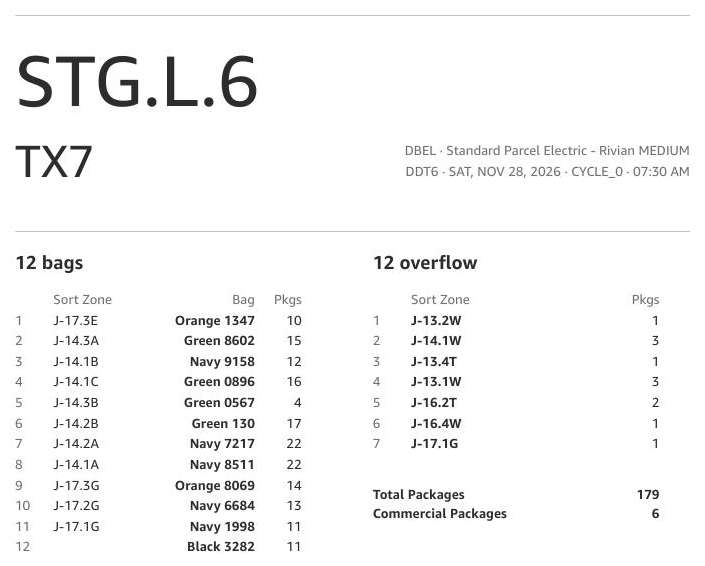 STG.L.6
TX7
DBEL · Standard Parcel Electric - Rivian MEDIUM
DDT6 · SAT, NOV 28, 2026 · CYCLE_0 · 07:30 AM
12 bags
Sort Zone Bag Pkgs
1 J-17.3E Orange 1347 10
2 J-14.3A Green 8602 15
3 J-14.1B Navy 9158 12
4 J-14.1C Green 0896 16
5 J-14.3B Green 0567 4
6 J-14.2B Green 130 17
7 J-14.2A Navy 7217 22
8 J-14.1A Navy 8511 22
9 J-17.3G Orange 8069 14
10 J-17.2G Navy 6684 13
11 J-17.1G Navy 1998 11
12 Black 3282 11
12 overflow
Sort Zone Pkgs
1 J-13.2W 1
2 J-14.1W 3
3 J-13.4T 1
4 J-13.1W 3
5 J-16.2T 2
6 J-16.4W 1
7 J-17.1G 1
Total Packages 179
Commercial Packages 6